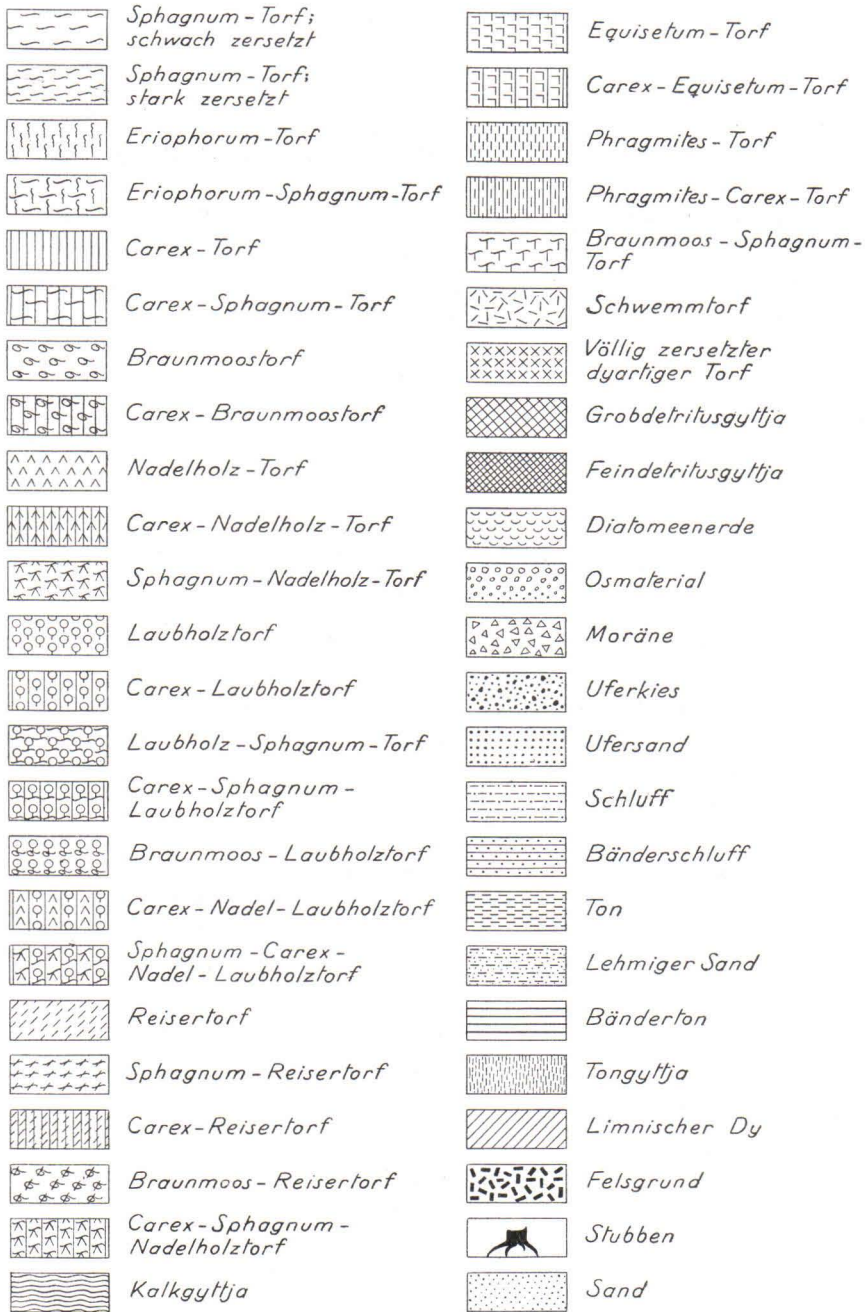 Sphagnum-Torf;
schwach zersetzt
Sphagnum-Torf;
stark zersetzt
Eriophorum-Torf
Eriophorum-Sphagnum-Torf
Carex-Torf
Carex-Sphagnum-Torf
Braunmoostorf
Carex-Braunmoostorf
Nadelholz-Torf
Carex-Nadelholz-Torf
Sphagnum-Nadelholz-Torf
Laubholztorf
Carex-Laubholztorf
Laubholz-Sphagnum-Torf
Carex-Sphagnum-
Laubholztorf
Braunmoos-Laubholztorf
Carex-Nadel-Laubholztorf
Sphagnum-Carex-
Nadel-Laubholztorf
Reisertorf
Sphagnum-Reisertorf
Carex-Reisertorf
Braunmoos-Reisertorf
Carex-Sphagnum-
Nadelholztorf
Kalkgyttja
Equisetum-Torf
Carex-Equisetum-Torf
Phragmites-Torf
Phragmites-Carex-Torf
Braunmoos-Sphagnum-
Torf
Schwemmtorf
Völlig zersetzter
dyartiger Torf
Grobdetritusgyttja
Feindetritusgyttja
Diatomeenerde
Osmaterial
Moräne
Uferkies
Ufersand
Schluff
Bänderschluff
Ton
Lehmiger Sand
Bänderton
Tongyttja
Limnischer Dy
Felsgrund
Stubben
Sand